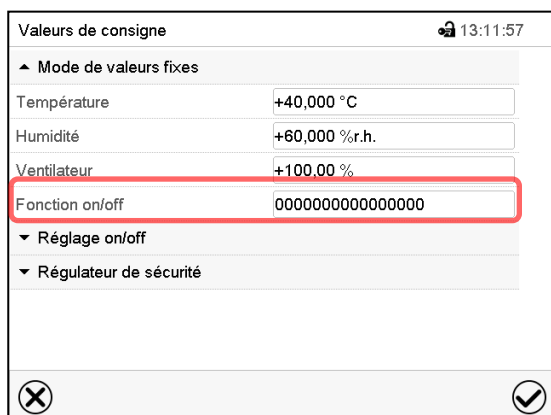 Valeurs de consigne 13:11:57
Mode de valeurs fixes
Température +40,000 °C
Humidité +60,000 %r.h.
Ventilateur +100,00 %
Fonction on/off 0000000000000000
Réglage on/off
Régulateur de sécurité